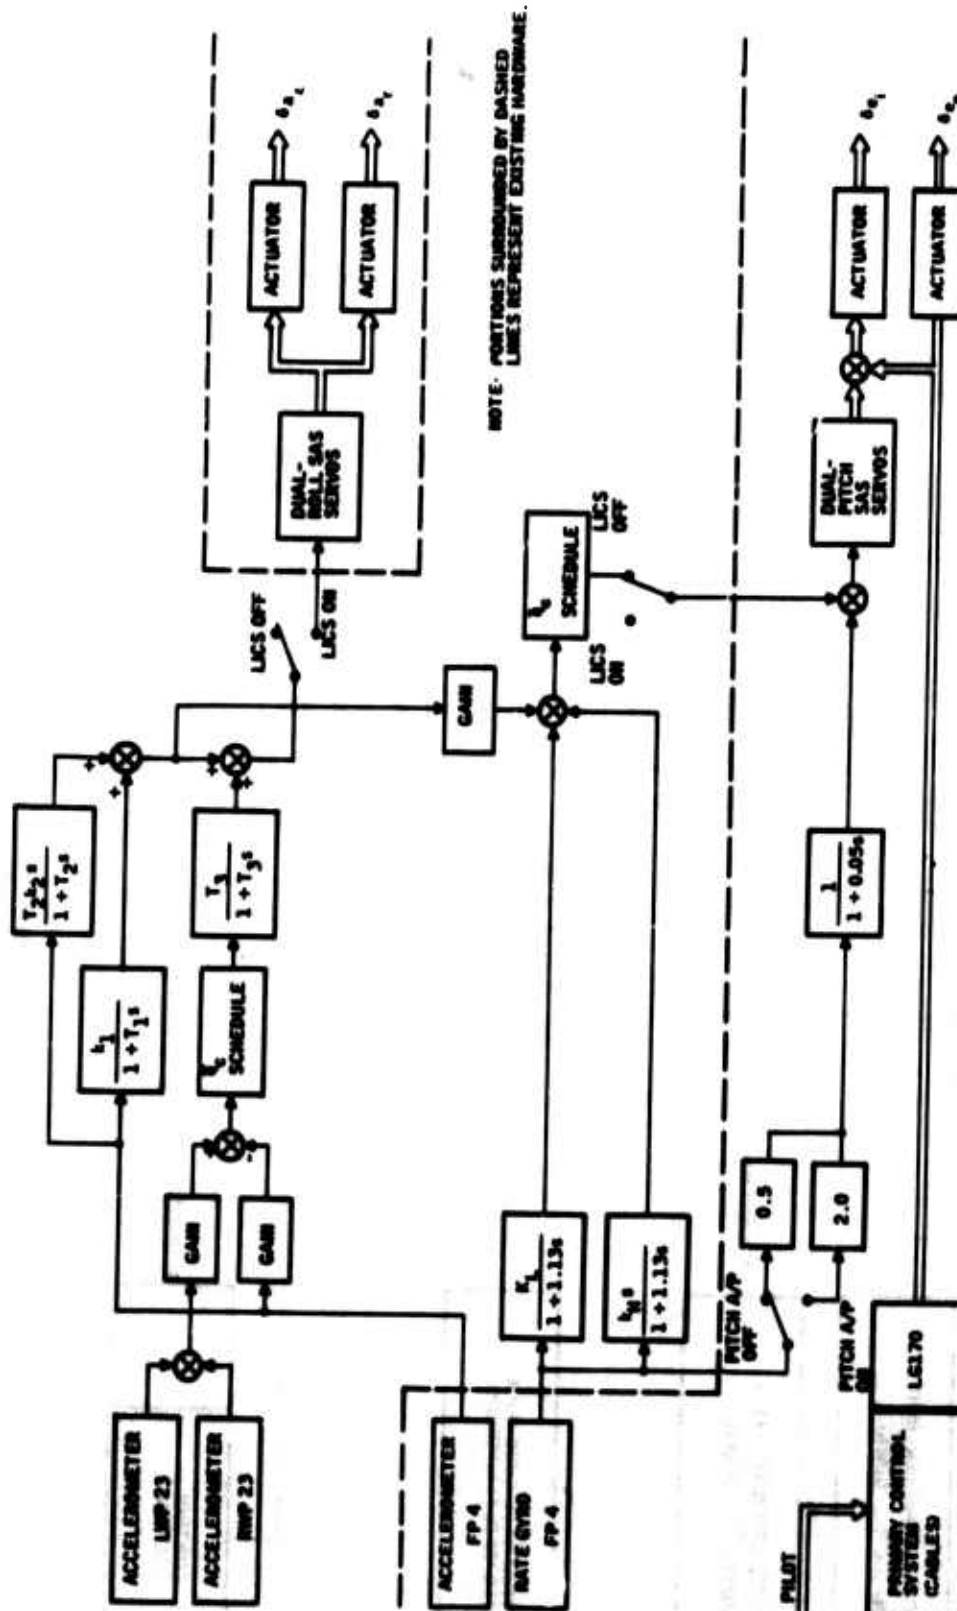 ACCELEROMETER
LWP 23
ACCELEROMETER
RWP 23
GAIN
GAIN
T₂k₂s
1 + T₂s
k₁
1 + T₁s
SCHEDULE
T₃
1 + T₃s
+
+
+
+
-
LICS OFF
LICS ON
DUAL-
ROLL SAS
SERVOS
ACTUATOR
ACTUATOR
NOTE: PORTIONS SURROUNDED BY DASHED
LINES REPRESENT EXISTING HARDWARE.
ACCELEROMETER
FP 4
RATE GYRO
FP 4
K_L
1 + 1.13s
1 + 1.13s
GAIN
SCHEDULE
LICS
ON
LICS
OFF
PITCH A/P
OFF
PITCH A/P
ON
0.5
2.0
1
1 + 0.05s
DUAL-
PITCH
SAS
SERVOS
ACTUATOR
ACTUATOR
PILOT
PRIMARY CONTROL
SYSTEM
(CABLES)
LG170